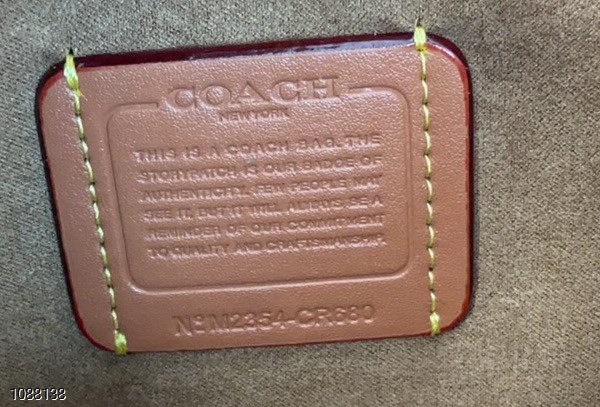 COACH
NEW YORK
THIS IS A COACH BAG. THE
STORYPATCH IS OUR BADGE OF
AUTHENTICITY. FEW PEOPLE MAY
SEE IT, BUT IT WILL ALWAYS BE A
REMINDER OF OUR COMMITMENT
TO QUALITY AND CRAFTSMANSHIP.
Nº M2354-CR680
1088138